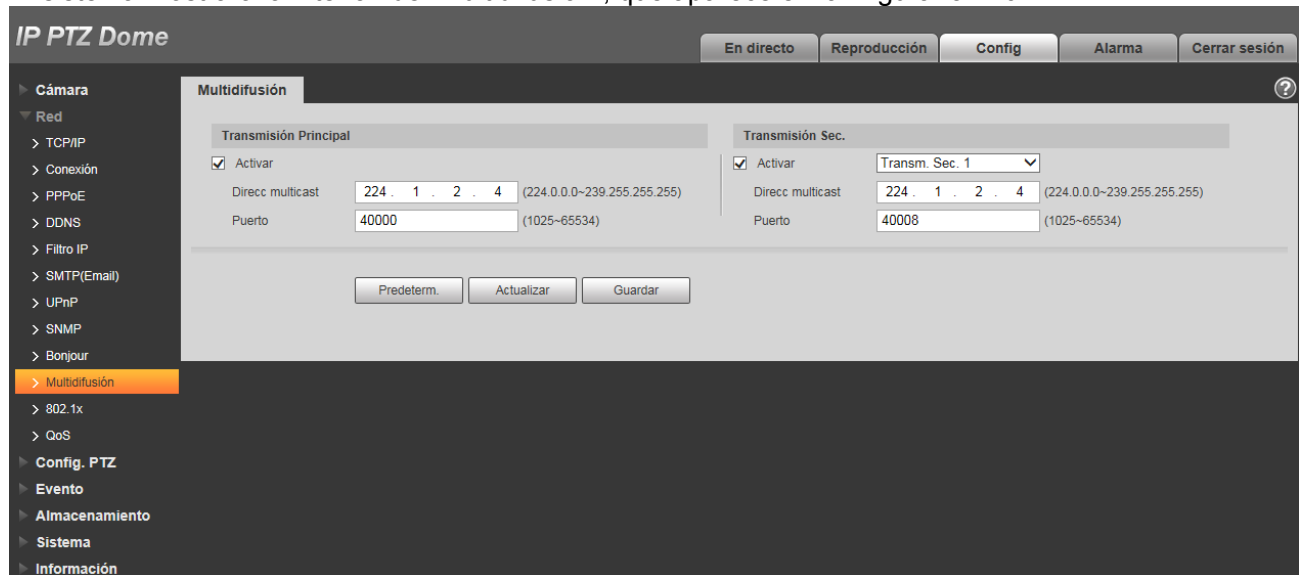 IP PTZ Dome
En directo Reproducción Config Alarma Cerrar sesión
Cámara
Red
> TCP/IP
> Conexión
> PPPoE
> DDNS
> Filtro IP
> SMTP(Email)
> UPnP
> SNMP
> Bonjour
> Multidifusión
> 802.1x
> QoS
Config. PTZ
Evento
Almacenamiento
Sistema
Información
Multidifusión ?
Transmisión Principal
Activar
Direcc multicast 224 . 1 . 2 . 4 (224.0.0.0~239.255.255.255)
Puerto 40000 (1025~65534)
Transmisión Sec.
Activar Transm. Sec. 1
Direcc multicast 224 . 1 . 2 . 4 (224.0.0.0~239.255.255.255)
Puerto 40008 (1025~65534)
Predeterm. Actualizar Guardar